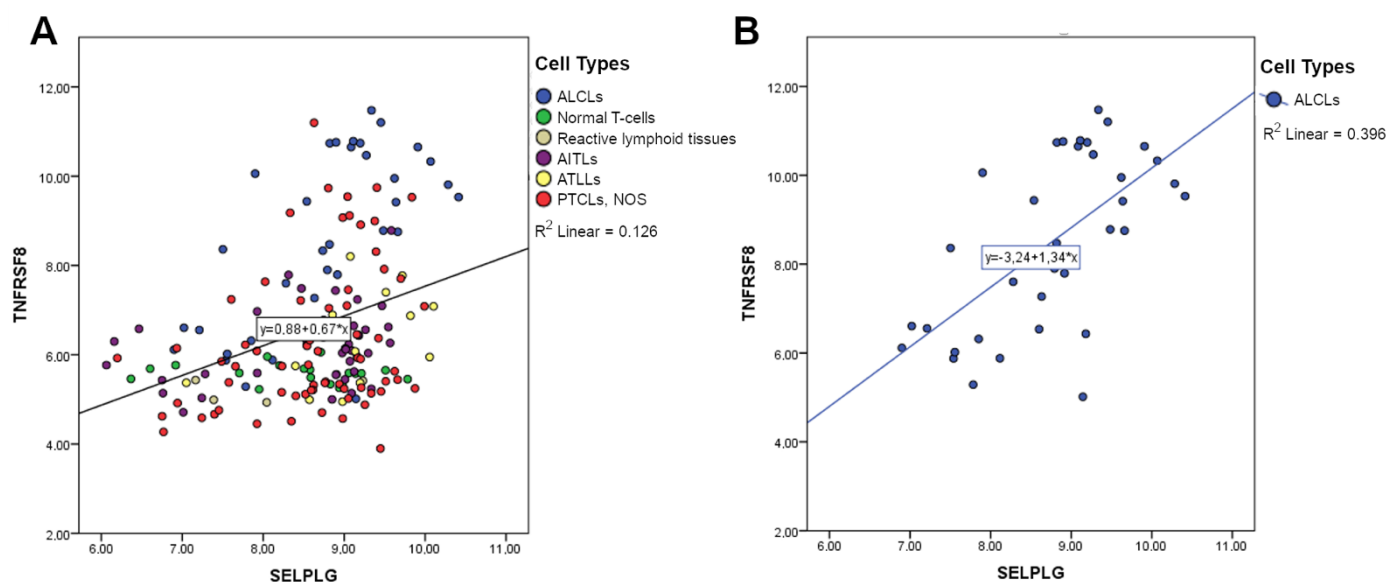 A
Cell Types
ALCLs
Normal T-cells
Reactive lymphoid tissues
AITLs
ATLLs
PTCLs, NOS
R² Linear = 0.126
TNFRSF8
12.00
10.00
8.00
6.00
4.00
2.00
y=0.88+0.67*x
6.00 7.00 8.00 9.00 10.00 11.00
SELPLG
B
Cell Types
ALCLs
R² Linear = 0.396
TNFRSF8
12.00
10.00
8.00
6.00
4.00
2.00
y=-3,24+1,34*x
6.00 7.00 8.00 9.00 10.00 11.00
SELPLG